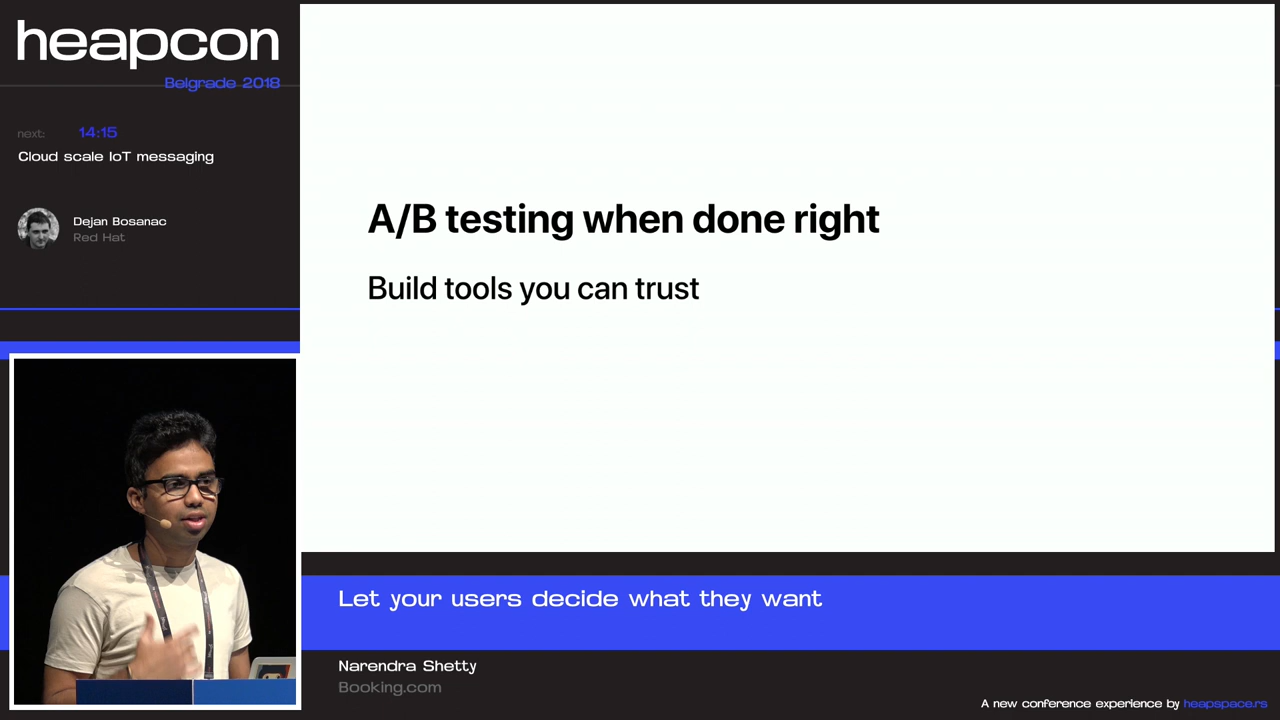 heapcon
Belgrade 2018
next: 14:15
Cloud scale IoT messaging
Dejan Bosanac
Red Hat
A/B testing when done right
Build tools you can trust
Let your users decide what they want
Narendra Shetty
Booking.com
A new conference experience by heapspace.rs